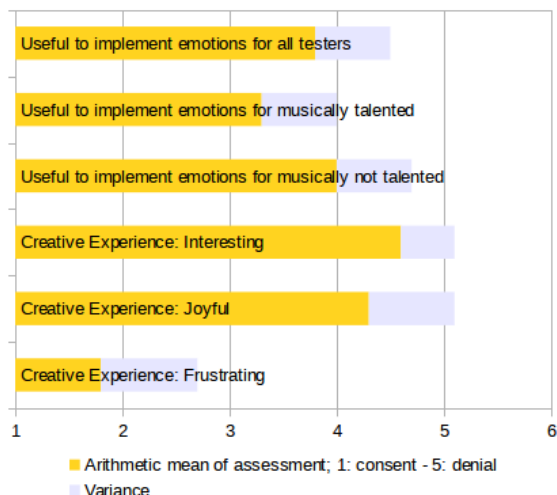 Useful to implement emotions for all testers
Useful to implement emotions for musically talented
Useful to implement emotions for musically not talented
Creative Experience: Interesting
Creative Experience: Joyful
Creative Experience: Frustrating
1 2 3 4 5 6
Arithmetic mean of assessment; 1: consent - 5: denial
Variance